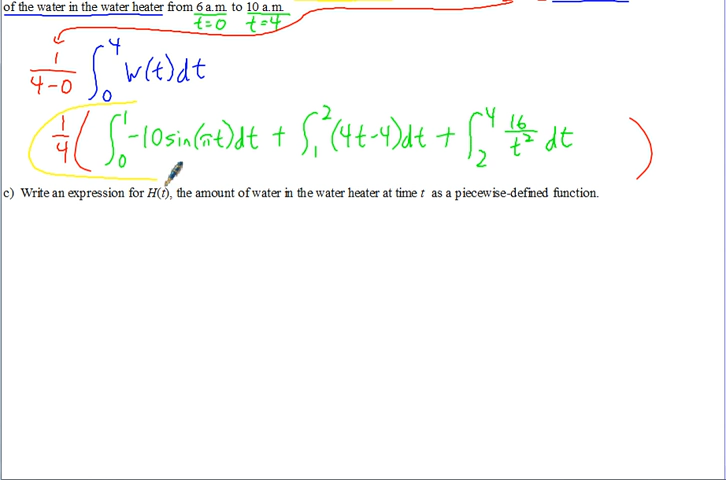 of the water in the water heater from 6 a.m. to 10 a.m.
t=0 t=4
1/(4-0) ∫₀⁴ W(t)dt
1/4 ( ∫₀¹ -10sin(πt)dt + ∫₁² (4t-4)dt + ∫₂⁴ 16/t² dt )
c) Write an expression for H(t), the amount of water in the water heater at time t as a piecewise-defined function.